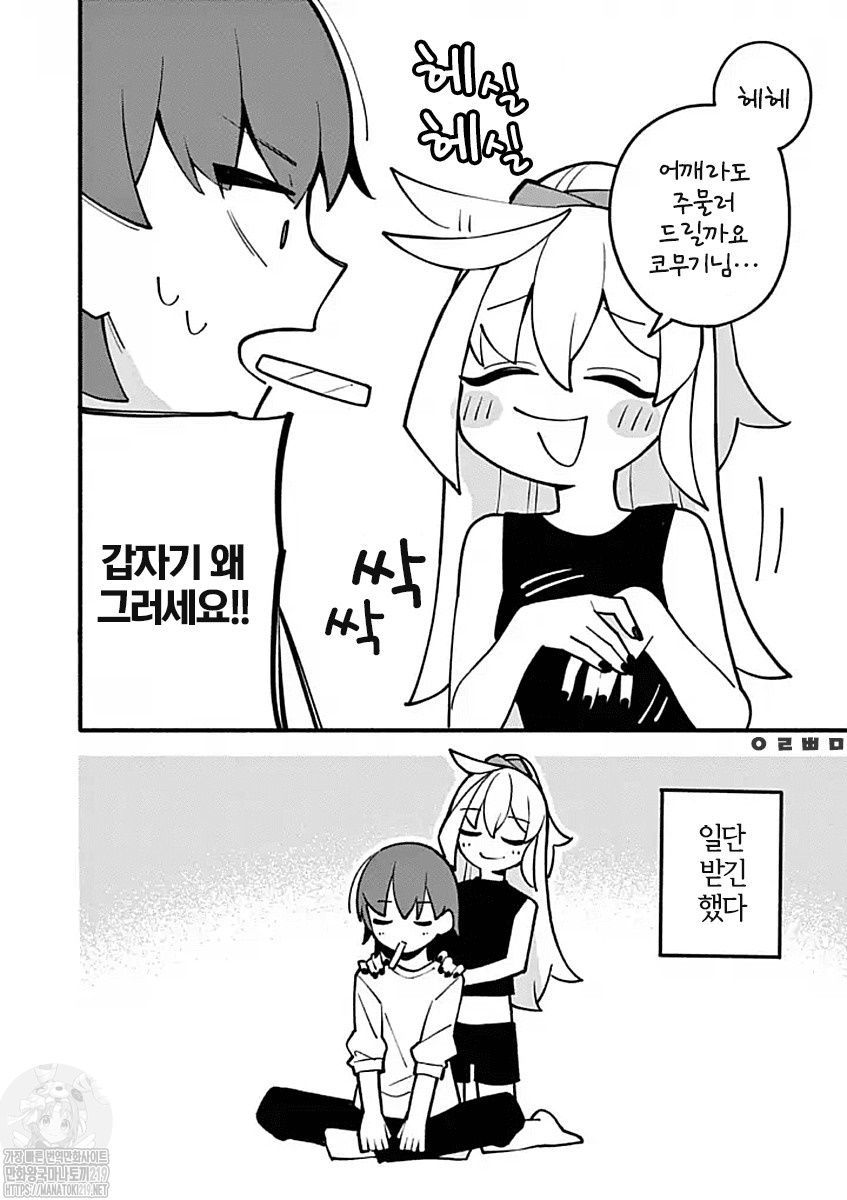 헤헤
어깨라도
주물러
드릴까요
코무기님…
헤실
헤실
갑자기 왜
그러세요!!
싹
싹
ㅇㄹㅃㅁ
일단
받긴
했다
가장 빠른 번역만화사이트
만화왕국마나토끼219
HTTPS://MANATOKI219.NET